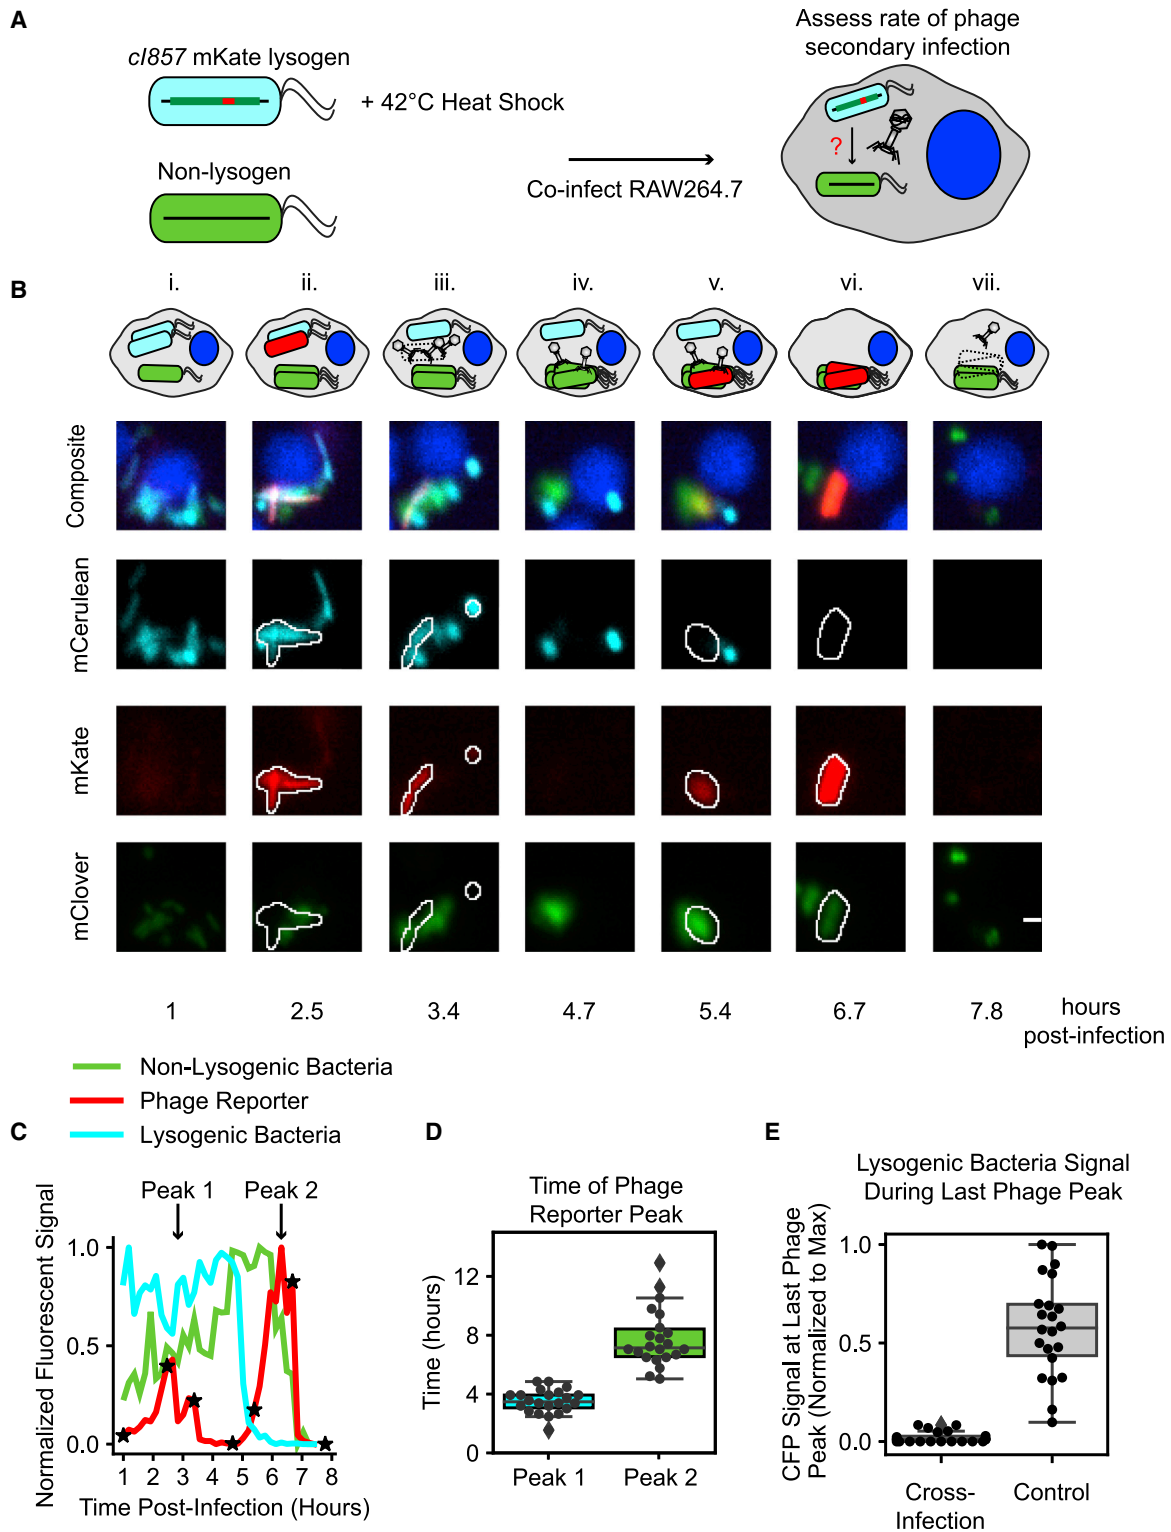 A
cI857 mKate lysogen
+ 42°C Heat Shock
Non-lysogen
Co-infect RAW264.7
Assess rate of phage
secondary infection
?
B
i. ii. iii. iv. v. vi. vii.
Composite
mCerulean
mKate
mClover
1 2.5 3.4 4.7 5.4 6.7 7.8 hours
post-infection
Non-Lysogenic Bacteria
Phage Reporter
Lysogenic Bacteria
C
Peak 1 Peak 2
Normalized Fluorescent Signal
1.0
0.5
0.0
1 2 3 4 5 6 7 8
Time Post-Infection (Hours)
D
Time of Phage
Reporter Peak
Time (hours)
12
8
4
0
Peak 1 Peak 2
E
Lysogenic Bacteria Signal
During Last Phage Peak
CFP Signal at Last Phage
Peak (Normalized to Max)
1.0
0.5
0.0
Cross-
Infection
Control